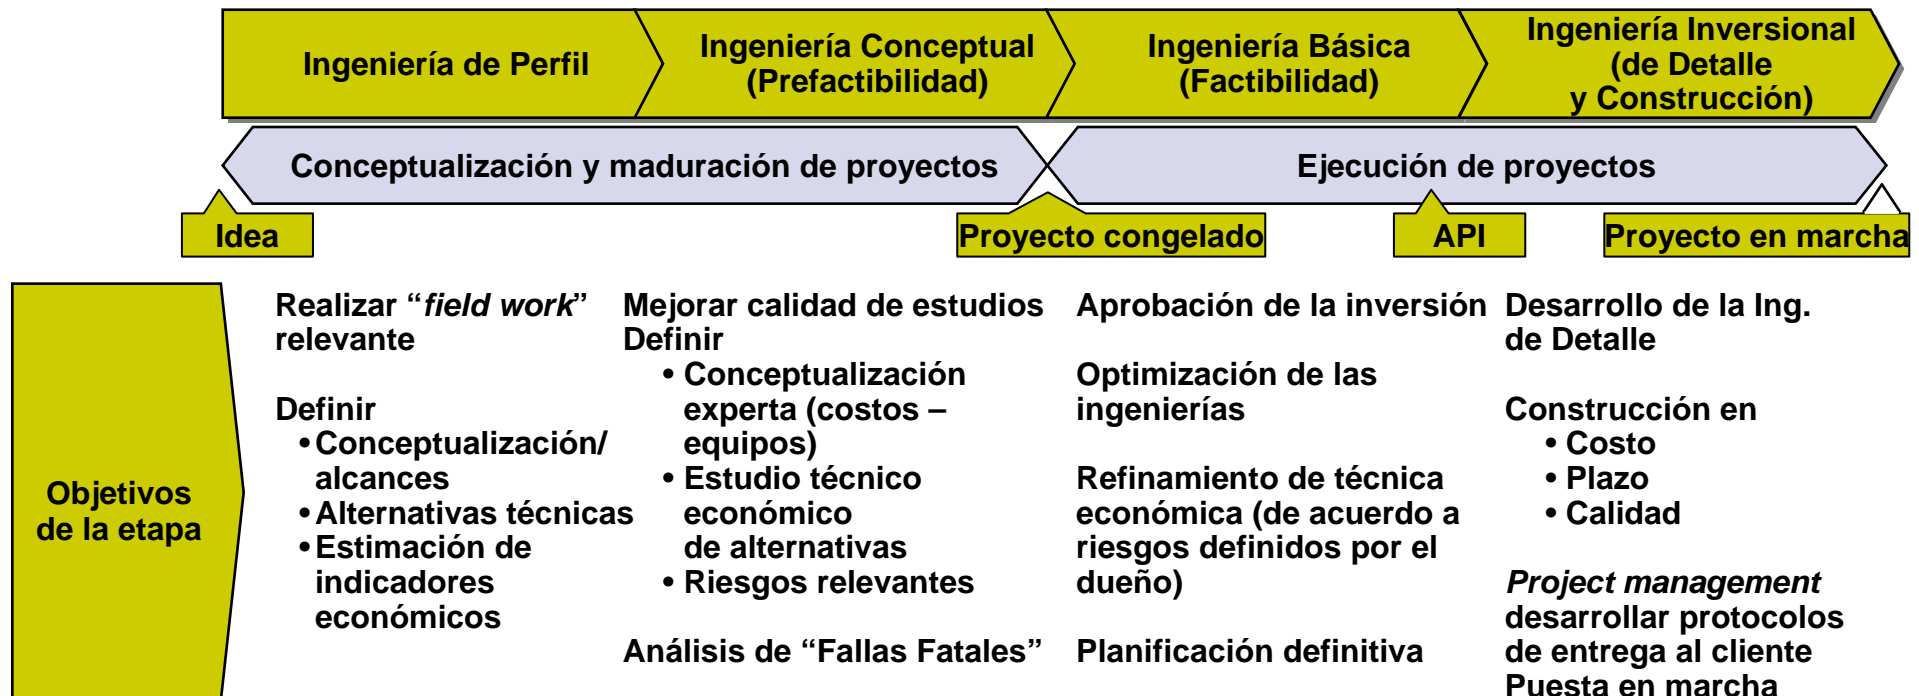 Ingeniería de Perfil
Ingeniería Conceptual
(Prefactibilidad)
Ingeniería Básica
(Factibilidad)
Ingeniería Inversional
(de Detalle
y Construcción)
Conceptualización y maduración de proyectos
Ejecución de proyectos
Idea
Proyecto congelado
API
Proyecto en marcha
Objetivos
de la etapa
Realizar “field work”
relevante
Definir
• Conceptualización/
alcances
• Alternativas técnicas
• Estimación de
indicadores
económicos
Mejorar calidad de estudios
Definir
• Conceptualización
experta (costos –
equipos)
• Estudio técnico
económico
de alternativas
• Riesgos relevantes
Análisis de “Fallas Fatales”
Aprobación de la inversión
Optimización de las
ingenierías
Refinamiento de técnica
económica (de acuerdo a
riesgos definidos por el
dueño)
Planificación definitiva
Desarrollo de la Ing.
de Detalle
Construcción en
• Costo
• Plazo
• Calidad
Project management
desarrollar protocolos
de entrega al cliente
Puesta en marcha